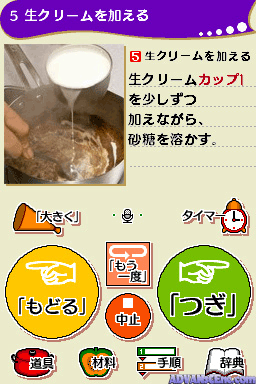 5 生クリームを加える
5 生クリームを加える
生クリームカップ1
を少しずつ
加えながら、
砂糖を溶かす。
「大きく」
タイマー
「もどる」
「もう
一度」
中止
「つぎ」
道具
材料
手順
辞典
ADVANSCENE.COM